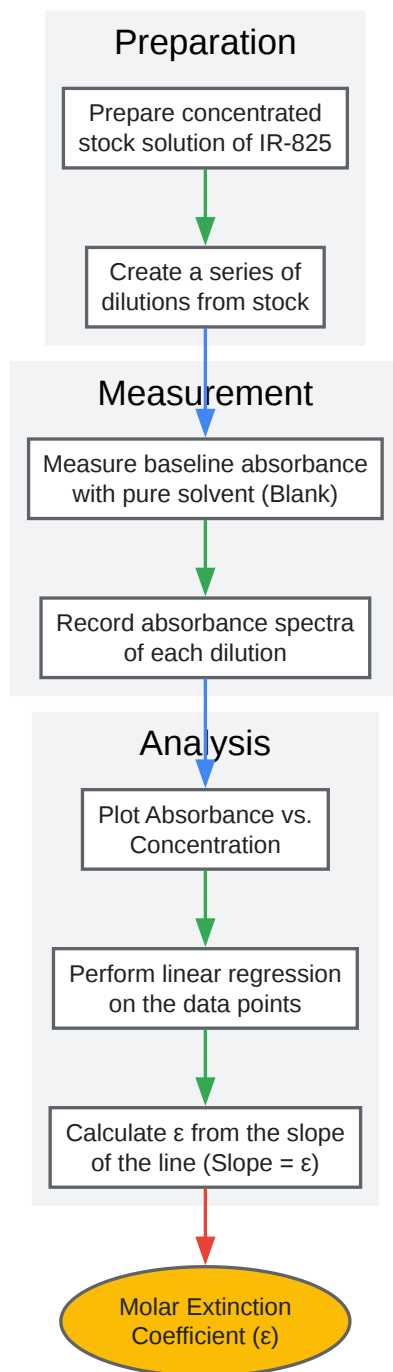 Preparation
Prepare concentrated
stock solution of IR-825
Create a series of
dilutions from stock
Measurement
Measure baseline absorbance
with pure solvent (Blank)
Record absorbance spectra
of each dilution
Analysis
Plot Absorbance vs.
Concentration
Perform linear regression
on the data points
Calculate ε from the slope
of the line (Slope = ε)
Molar Extinction
Coefficient (ε)